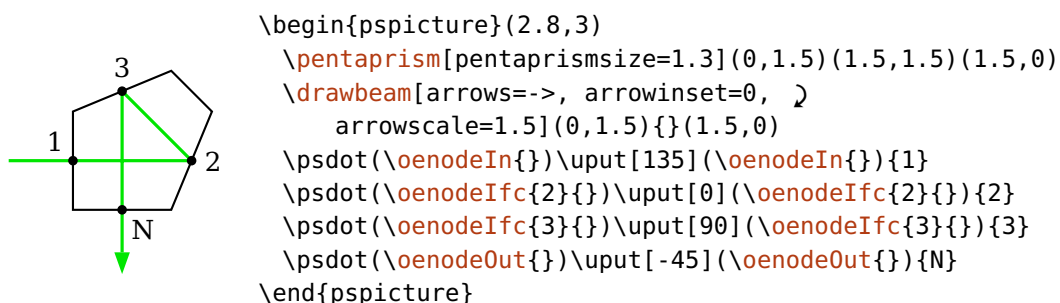 3
1
2
N
\begin{pspicture}(2.8,3)
\pentaprism[pentaprismsize=1.3](0,1.5)(1.5,1.5)(1.5,0)
\drawbeam[arrows=->, arrowinset=0,
arrowscale=1.5](0,1.5){}(1.5,0)
\psdot(\oenodeIn{})\uput[135](\oenodeIn{}){1}
\psdot(\oenodeIfc{2}{})\uput[0](\oenodeIfc{2}{}){2}
\psdot(\oenodeIfc{3}{})\uput[90](\oenodeIfc{3}{}){3}
\psdot(\oenodeOut{})\uput[-45](\oenodeOut{}){N}
\end{pspicture}